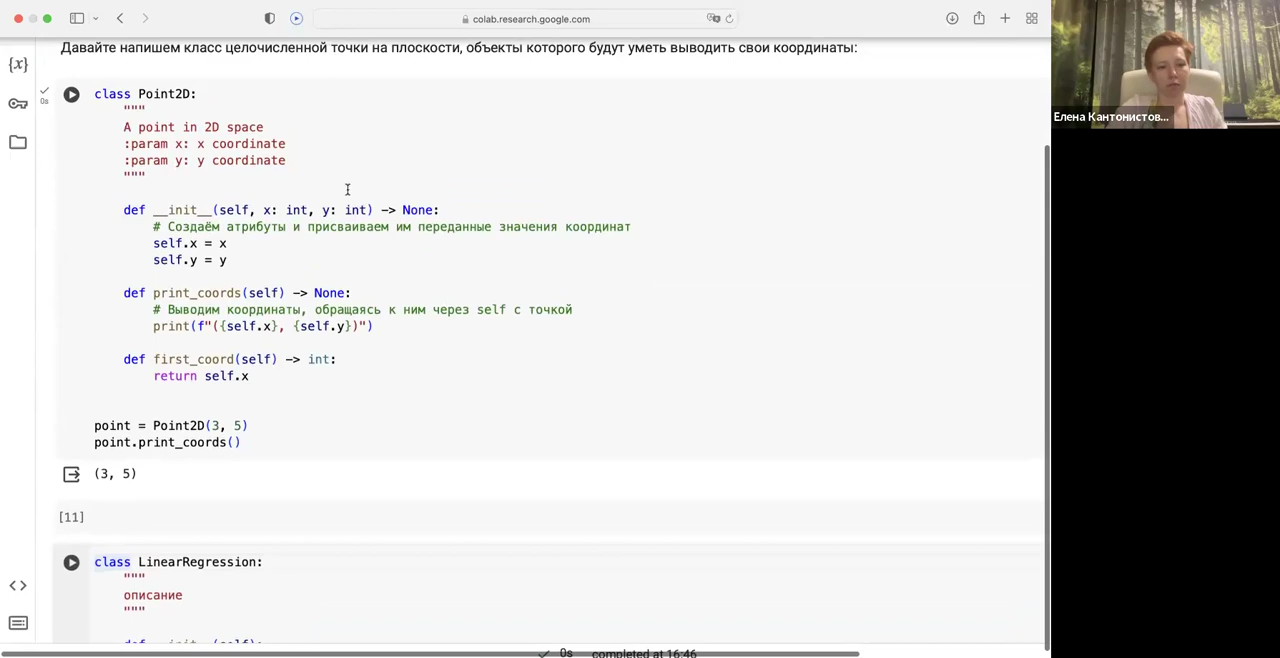 colab.research.google.com
Давайте напишем класс целочисленной точки на плоскости, объекты которого будут уметь выводить свои координаты:
{x}
0s
class Point2D:
"""
A point in 2D space
:param x: x coordinate
:param y: y coordinate
"""
def __init__(self, x: int, y: int) -> None:
# Создаём атрибуты и присваиваем им переданные значения координат
self.x = x
self.y = y
def print_coords(self) -> None:
# Выводим координаты, обращаясь к ним через self с точкой
print(f"({self.x}, {self.y})")
def first_coord(self) -> int:
return self.x
point = Point2D(3, 5)
point.print_coords()
(3, 5)
[11]
class LinearRegression:
"""
описание
"""
def __init__(self):
0s completed at 16:46
Елена Кантонистов...